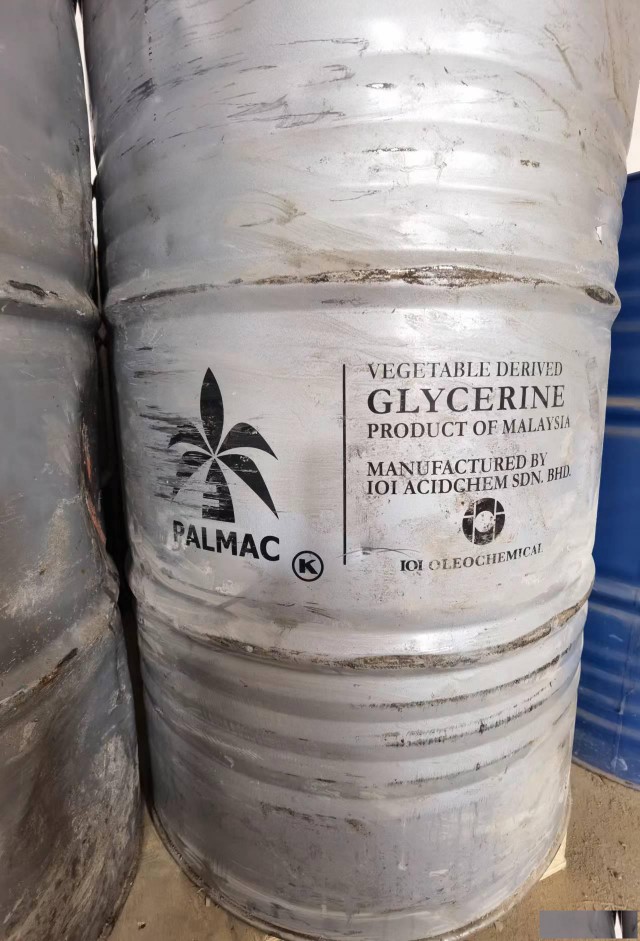 VEGETABLE DERIVED
GLYCERINE
PRODUCT OF MALAYSIA
MANUFACTURED BY
IOI ACIDCHEM SDN. BHD.
IOI OLEOCHEMICAL
PALMAC
K